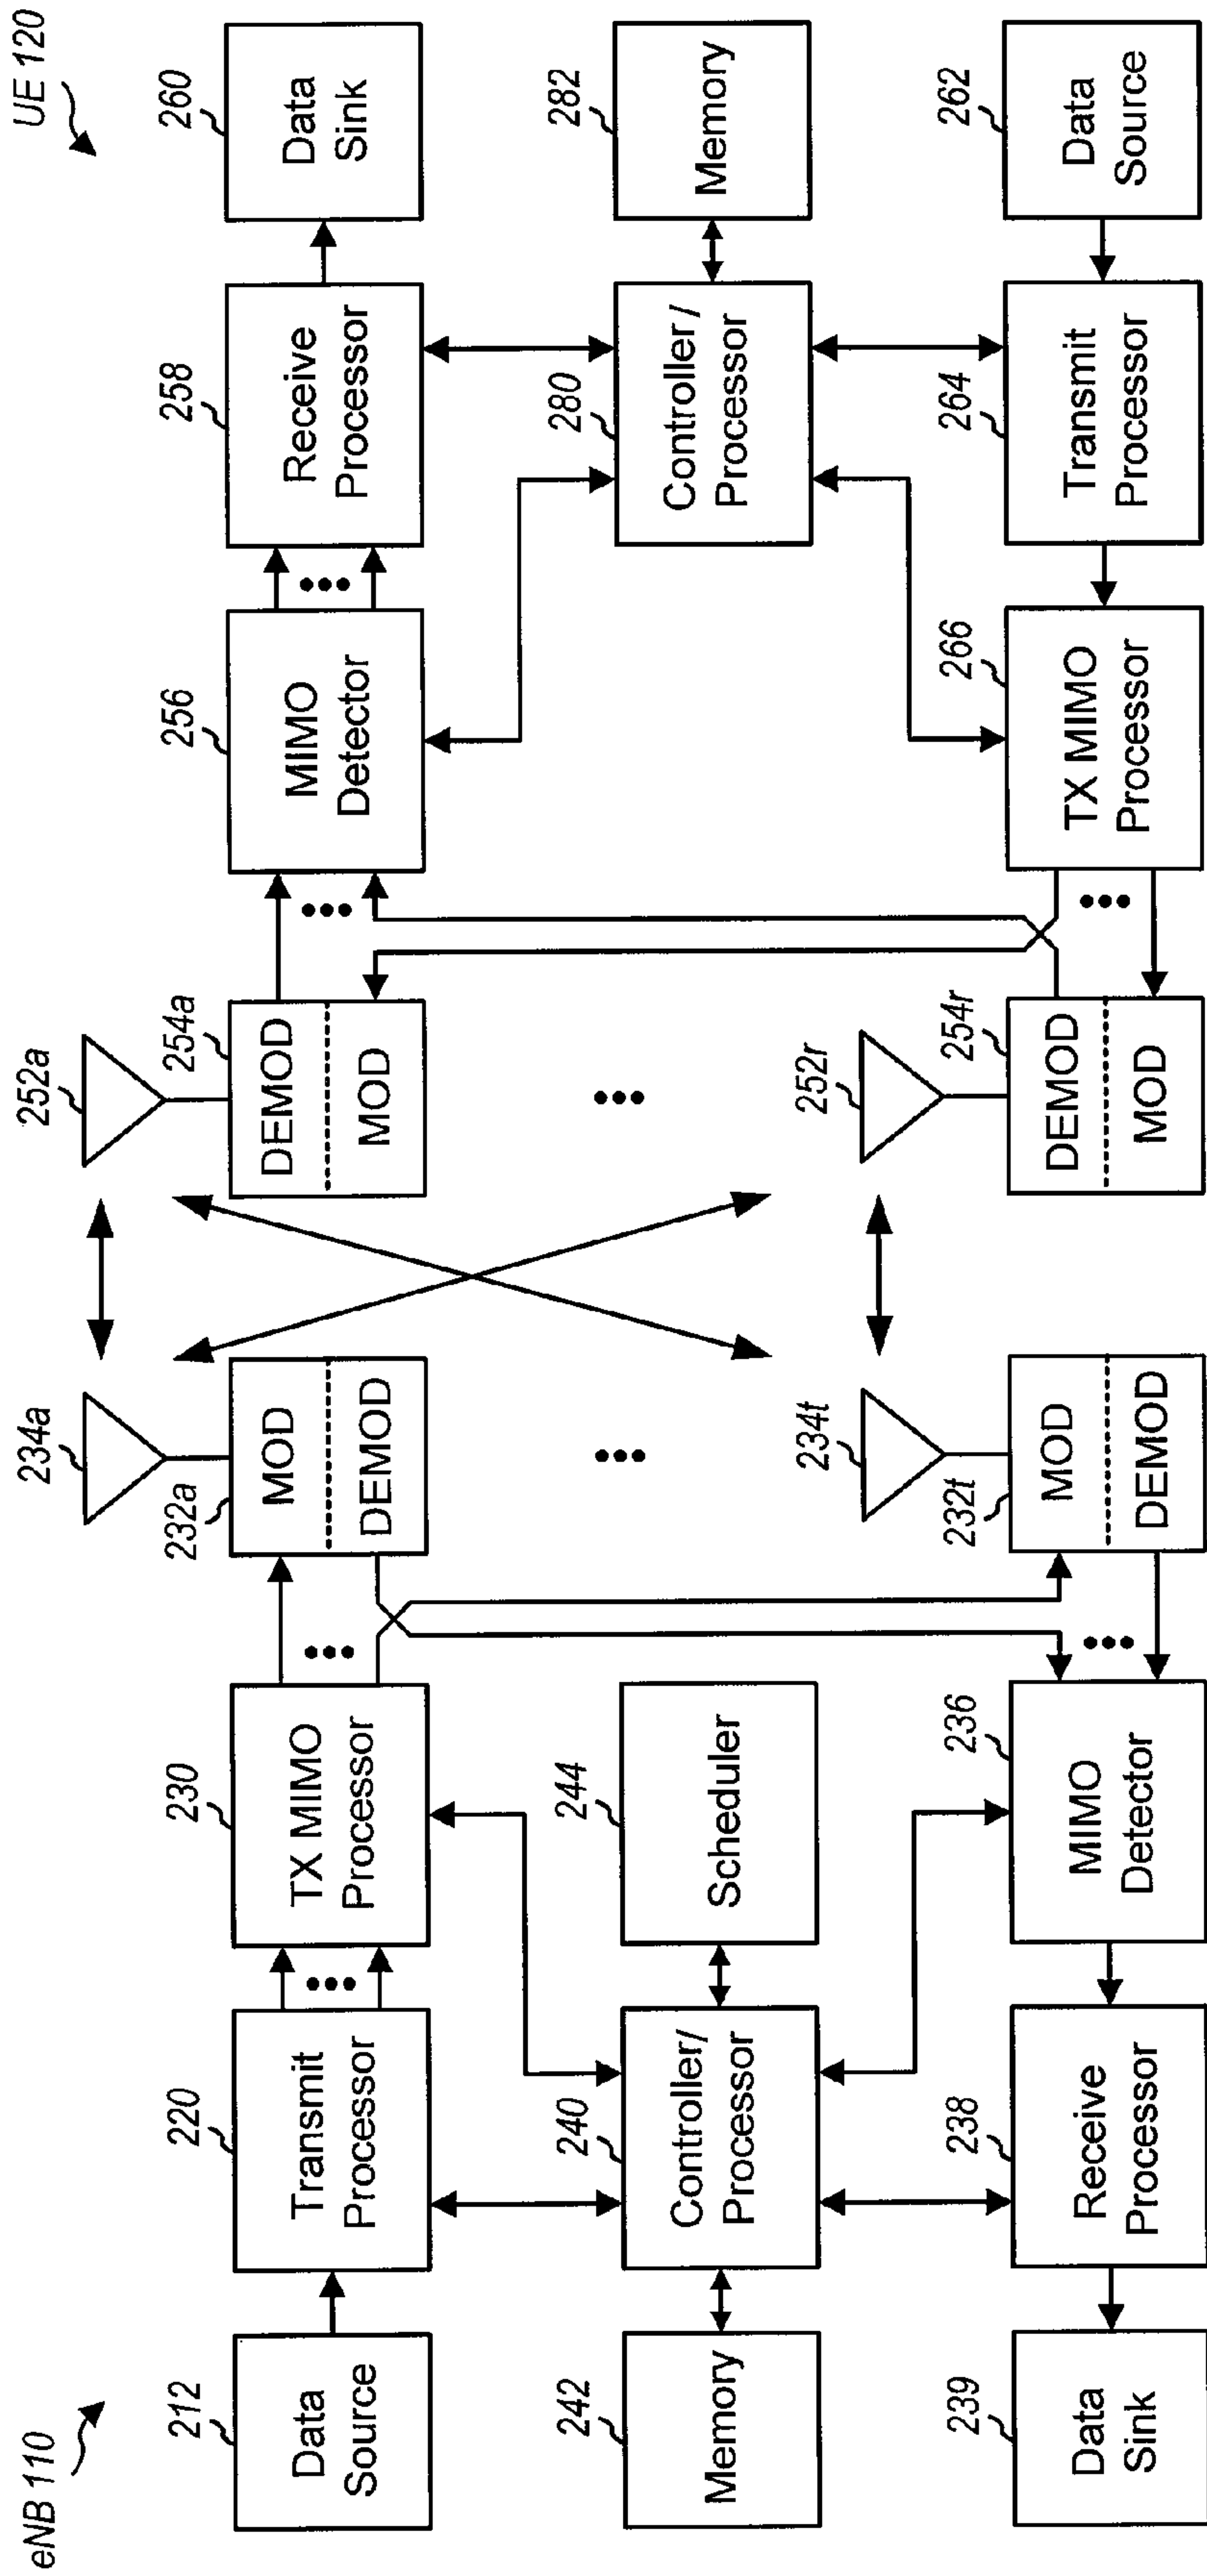 eNB 110
UE 120
212
Data
Source
220
Transmit
Processor
230
TX MIMO
Processor
232a
MOD
DEMOD
234a
252a
254a
DEMOD
MOD
256
MIMO
Detector
258
Receive
Processor
260
Data
Sink
242
Memory
240
Controller/
Processor
244
Scheduler
280
Controller /
Processor
282
Memory
239
Data
Sink
238
Receive
Processor
236
MIMO
Detector
232t
MOD
DEMOD
234t
252r
254r
DEMOD
MOD
266
TX MIMO
Processor
264
Transmit
Processor
262
Data
Source